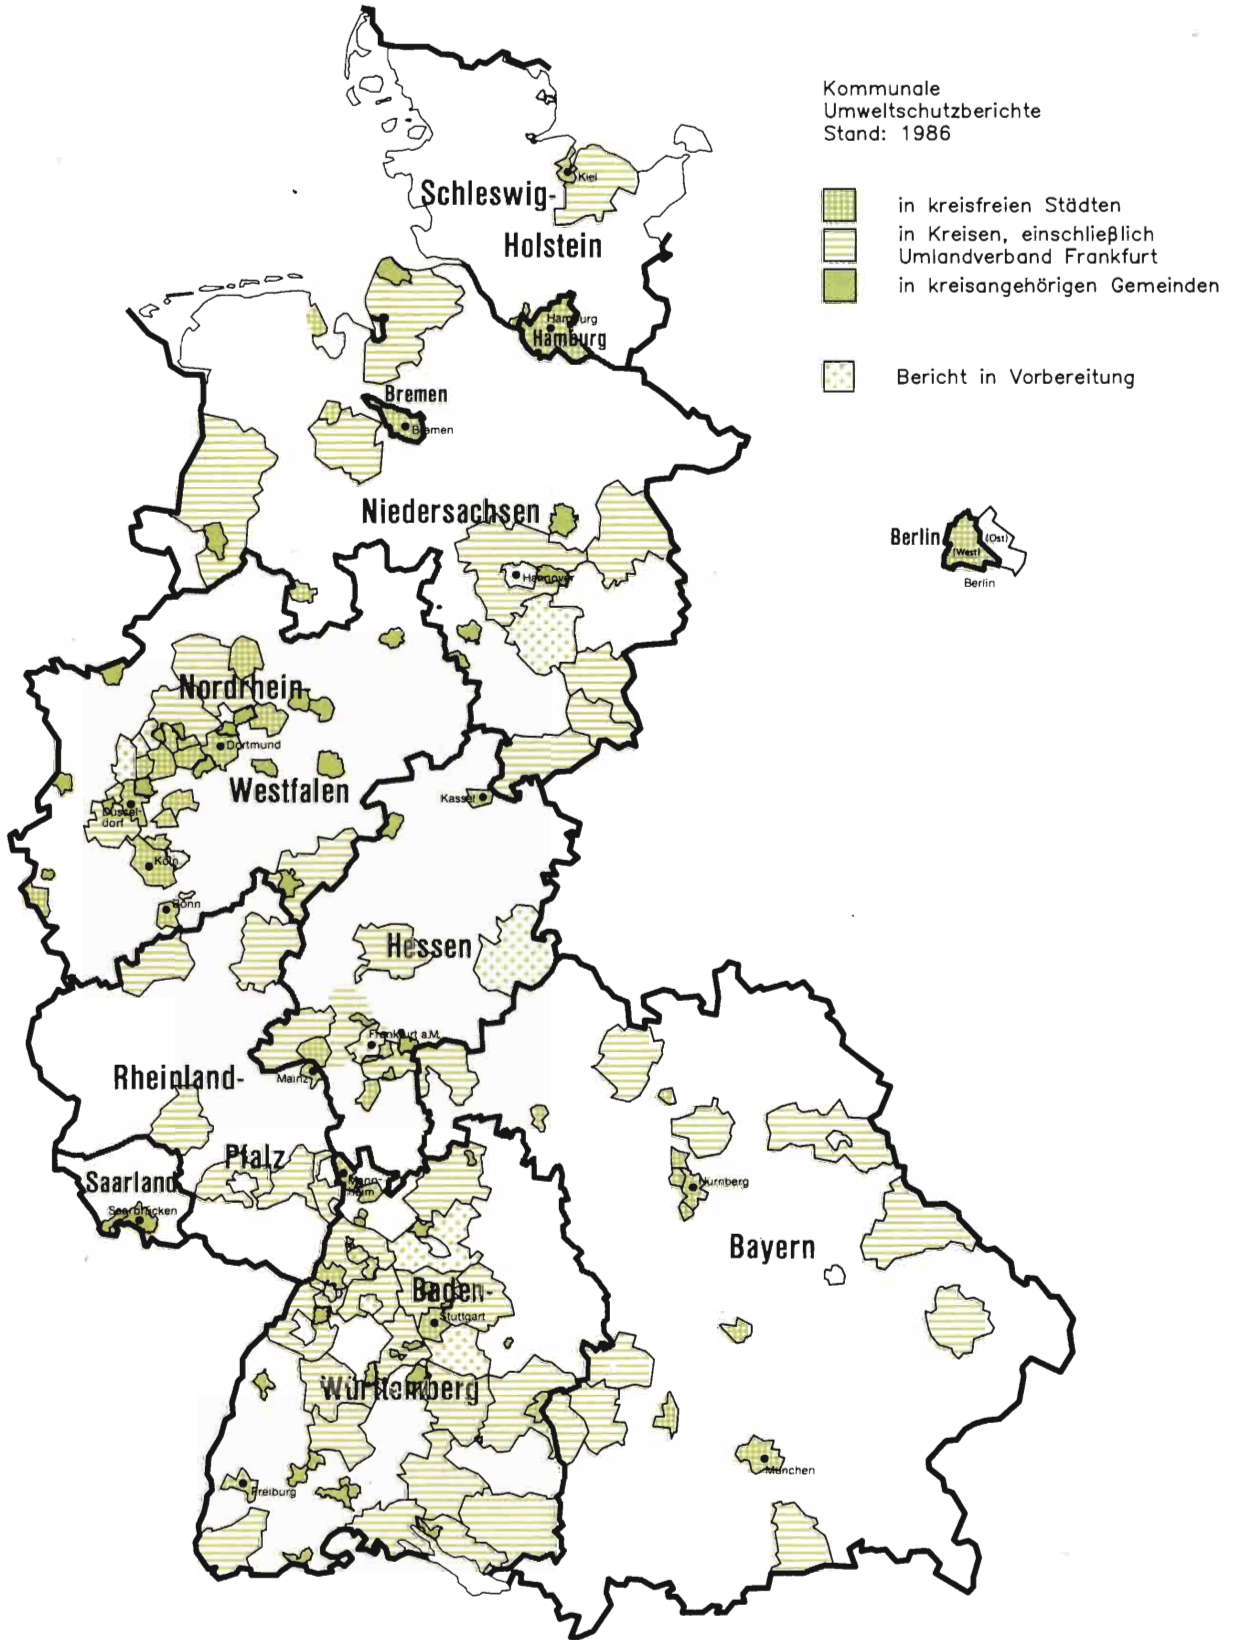 Kommunale
Umweltschutzberichte
Stand: 1986
in kreisfreien Städten
in Kreisen, einschließlich
Umlandverband Frankfurt
in kreisangehörigen Gemeinden
Bericht in Vorbereitung
Kiel
Schleswig-
Holstein
Hamburg
Hamburg
Bremen
Bremen
Niedersachsen
Hannover
Berlin
(West)
(Ost)
Berlin
Nordrhein-
Dortmund
Westfalen
Düssel-
dorf
Köln
Bonn
Kassel
Hessen
Frankfurt a.M.
Mainz
Rheinland-
Pfalz
Saarland
Saarbrücken
Mann-
heim
Nürnberg
Bayern
Baden-
Stuttgart
Württemberg
Freiburg
München